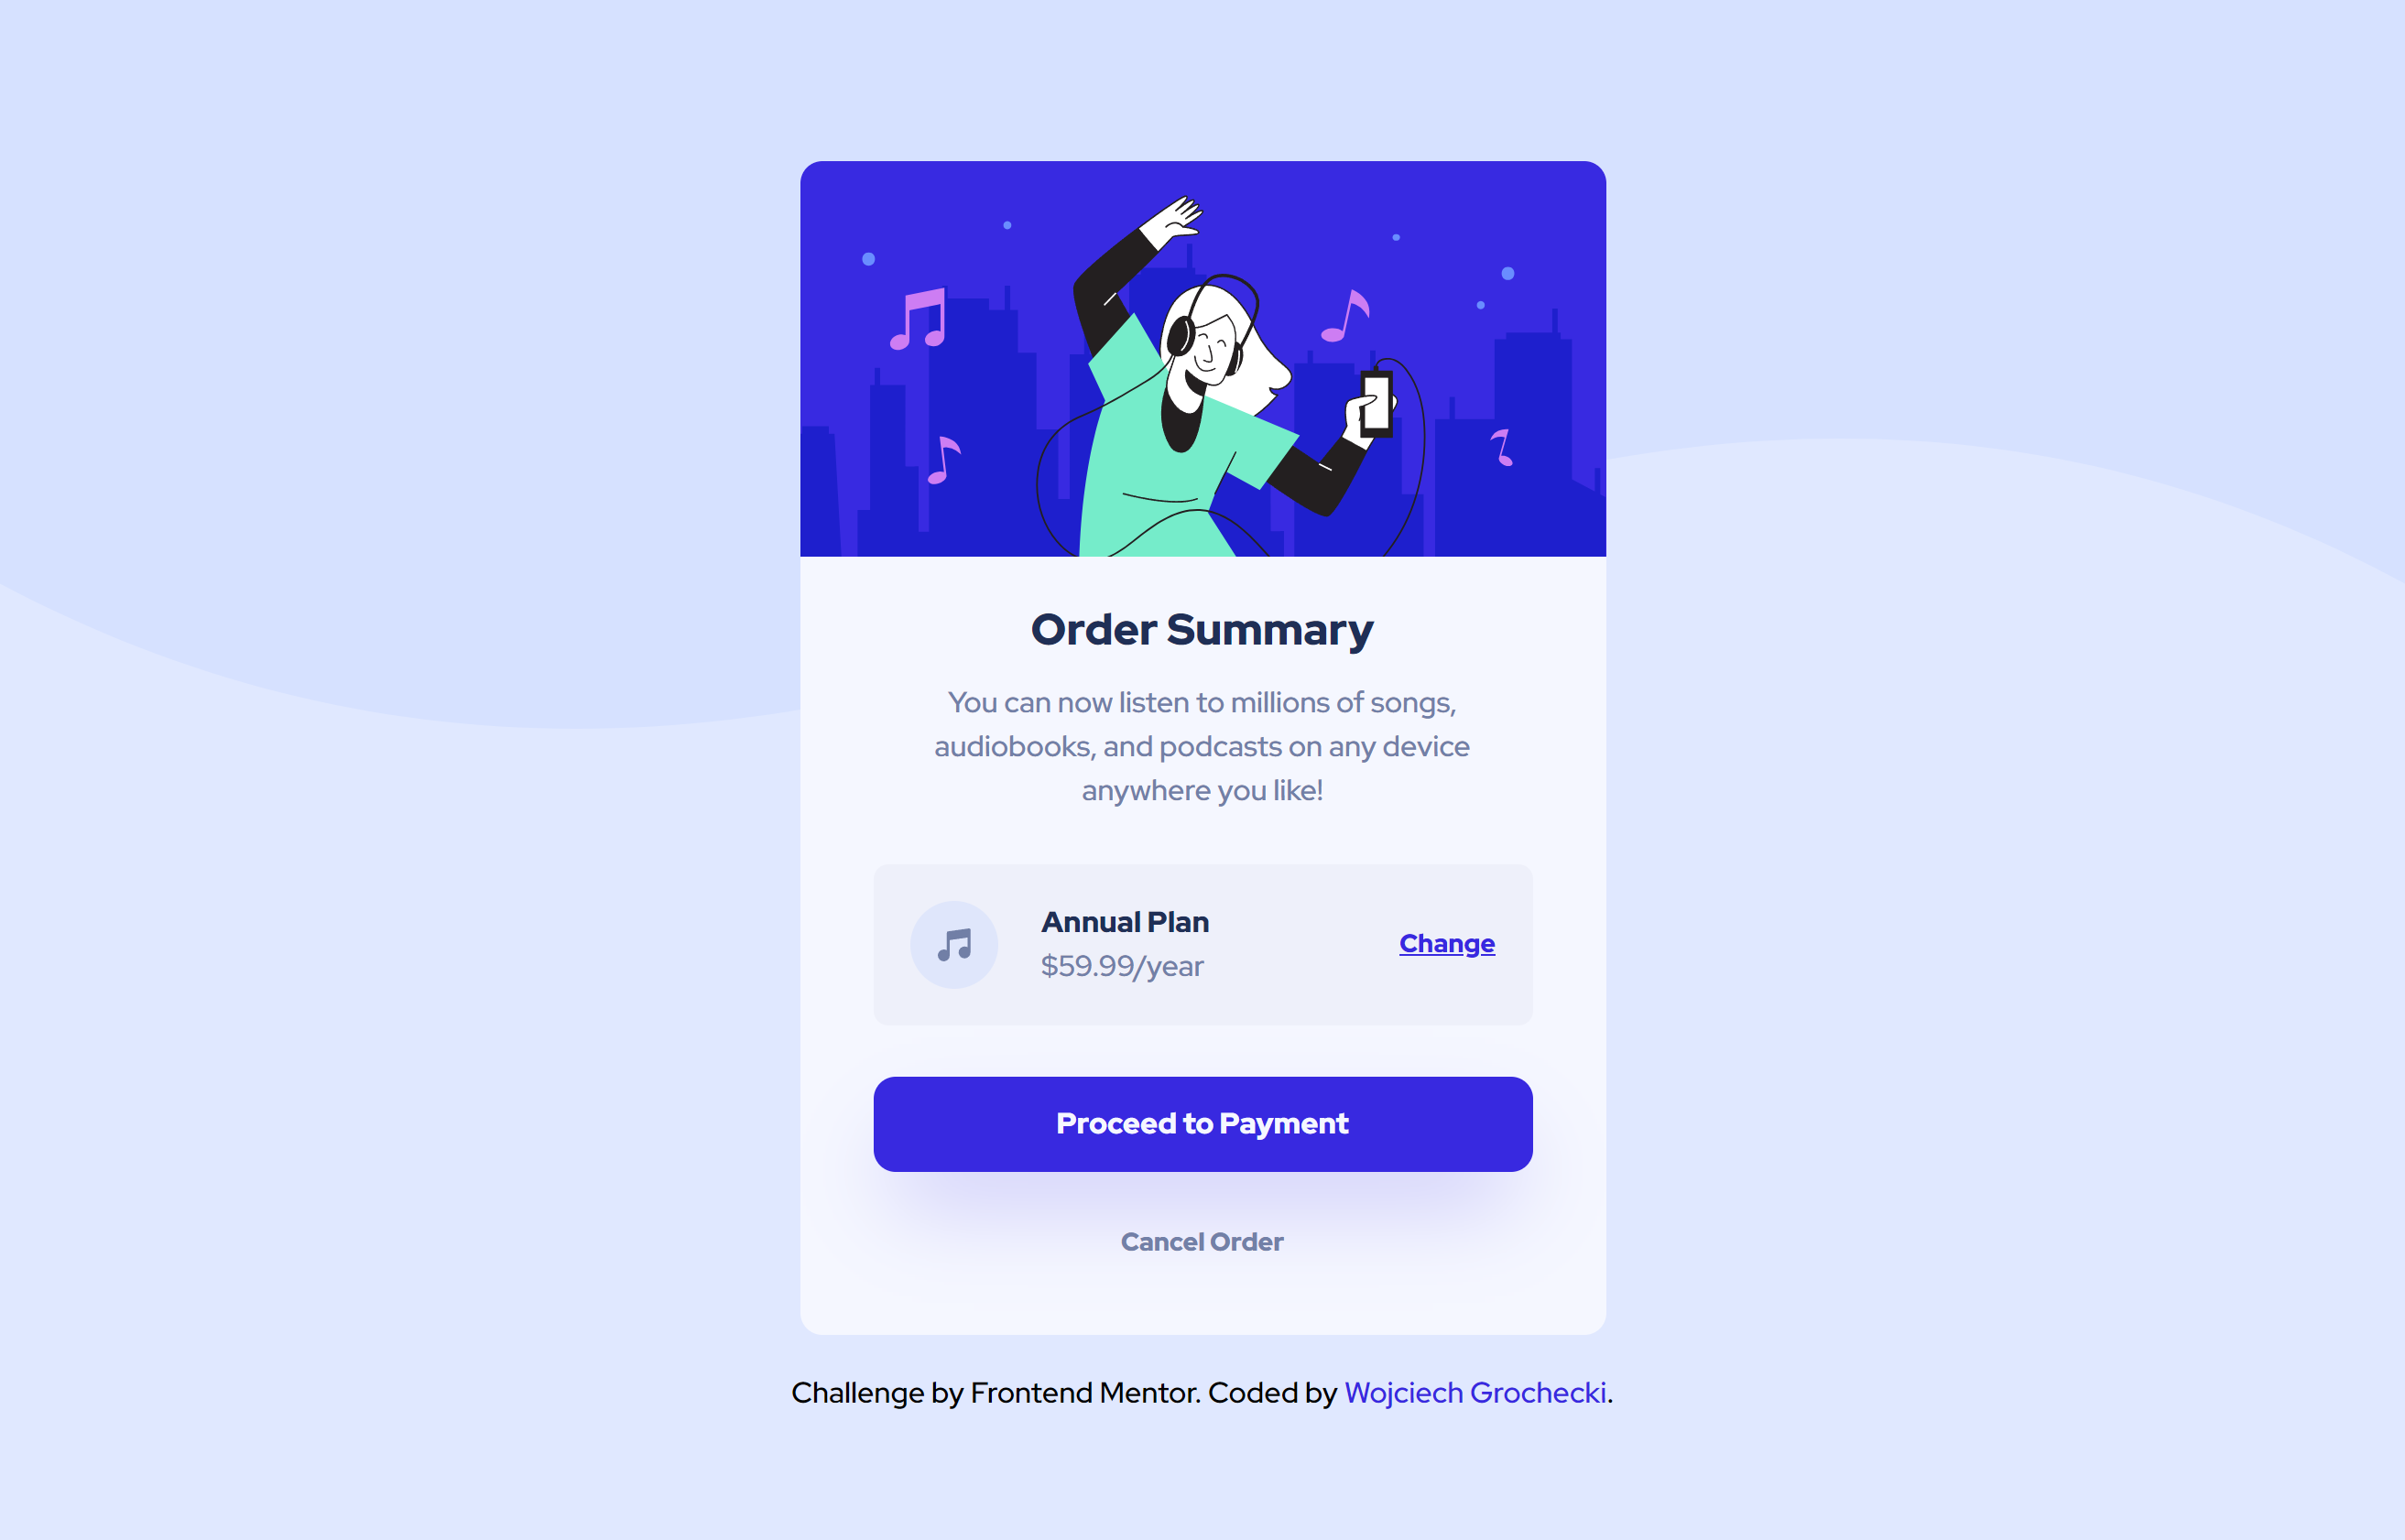 Order Summary
You can now listen to millions of songs,
audiobooks, and podcasts on any device
anywhere you like!
Annual Plan
$59.99/year
Change
Proceed to Payment
Cancel Order
Challenge by Frontend Mentor. Coded by Wojciech Grochecki.